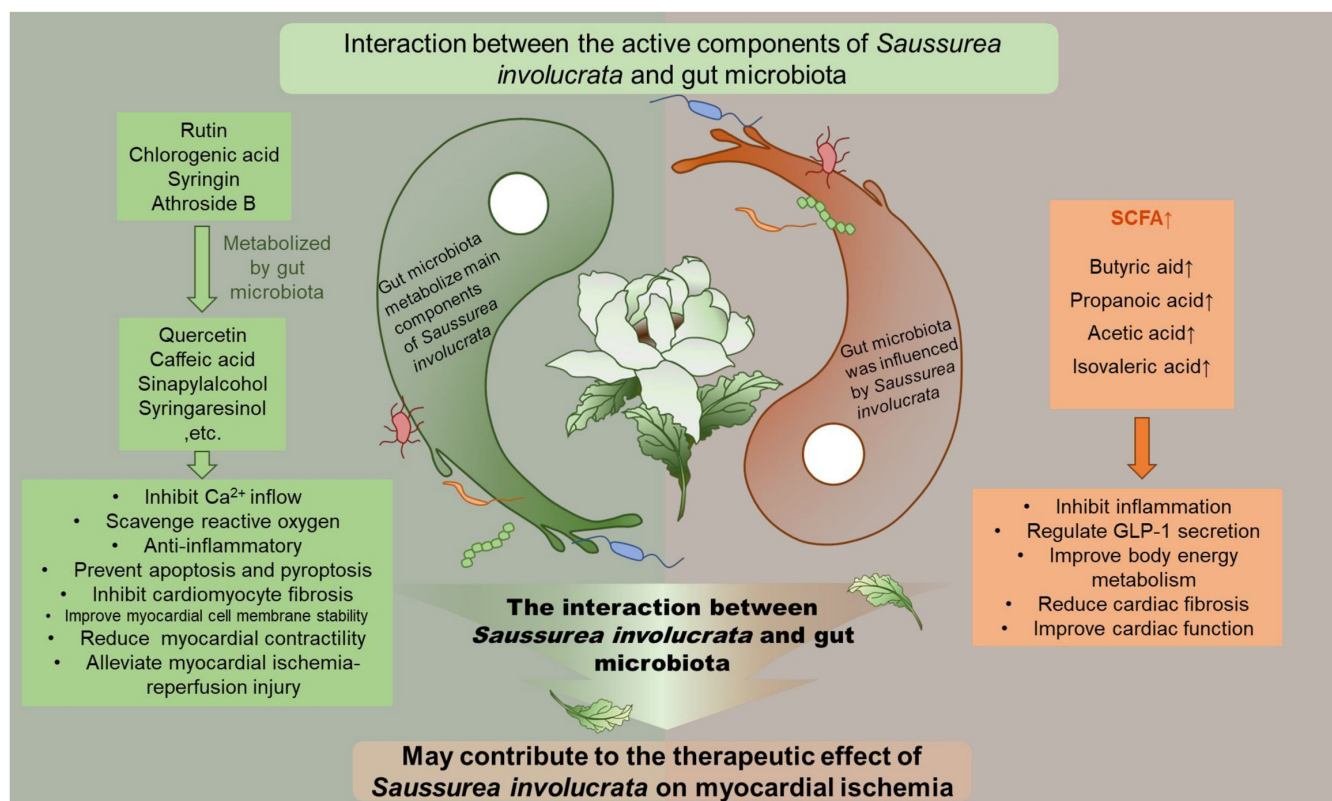 Interaction between the active components of Saussurea
involucrata and gut microbiota
Rutin
Chlorogenic acid
Syringin
Athroside B
Metabolized
by gut
microbiota
Quercetin
Caffeic acid
Sinapylalcohol
Syringaresinol
,etc.
• Inhibit Ca²⁺ inflow
• Scavenge reactive oxygen
• Anti-inflammatory
• Prevent apoptosis and pyroptosis
• Inhibit cardiomyocyte fibrosis
• Improve myocardial cell membrane stability
• Reduce myocardial contractility
• Alleviate myocardial ischemia-
reperfusion injury
Gut microbiota
metabolize main
components
of Saussurea
involucrata
Gut microbiota
was influenced
by Saussurea
involucrata
SCFA↑
Butyric aid↑
Propanoic acid↑
Acetic acid↑
Isovaleric acid↑
• Inhibit inflammation
• Regulate GLP-1 secretion
• Improve body energy
metabolism
• Reduce cardiac fibrosis
• Improve cardiac function
The interaction between
Saussurea involucrata and gut
microbiota
May contribute to the therapeutic effect of
Saussurea involucrata on myocardial ischemia